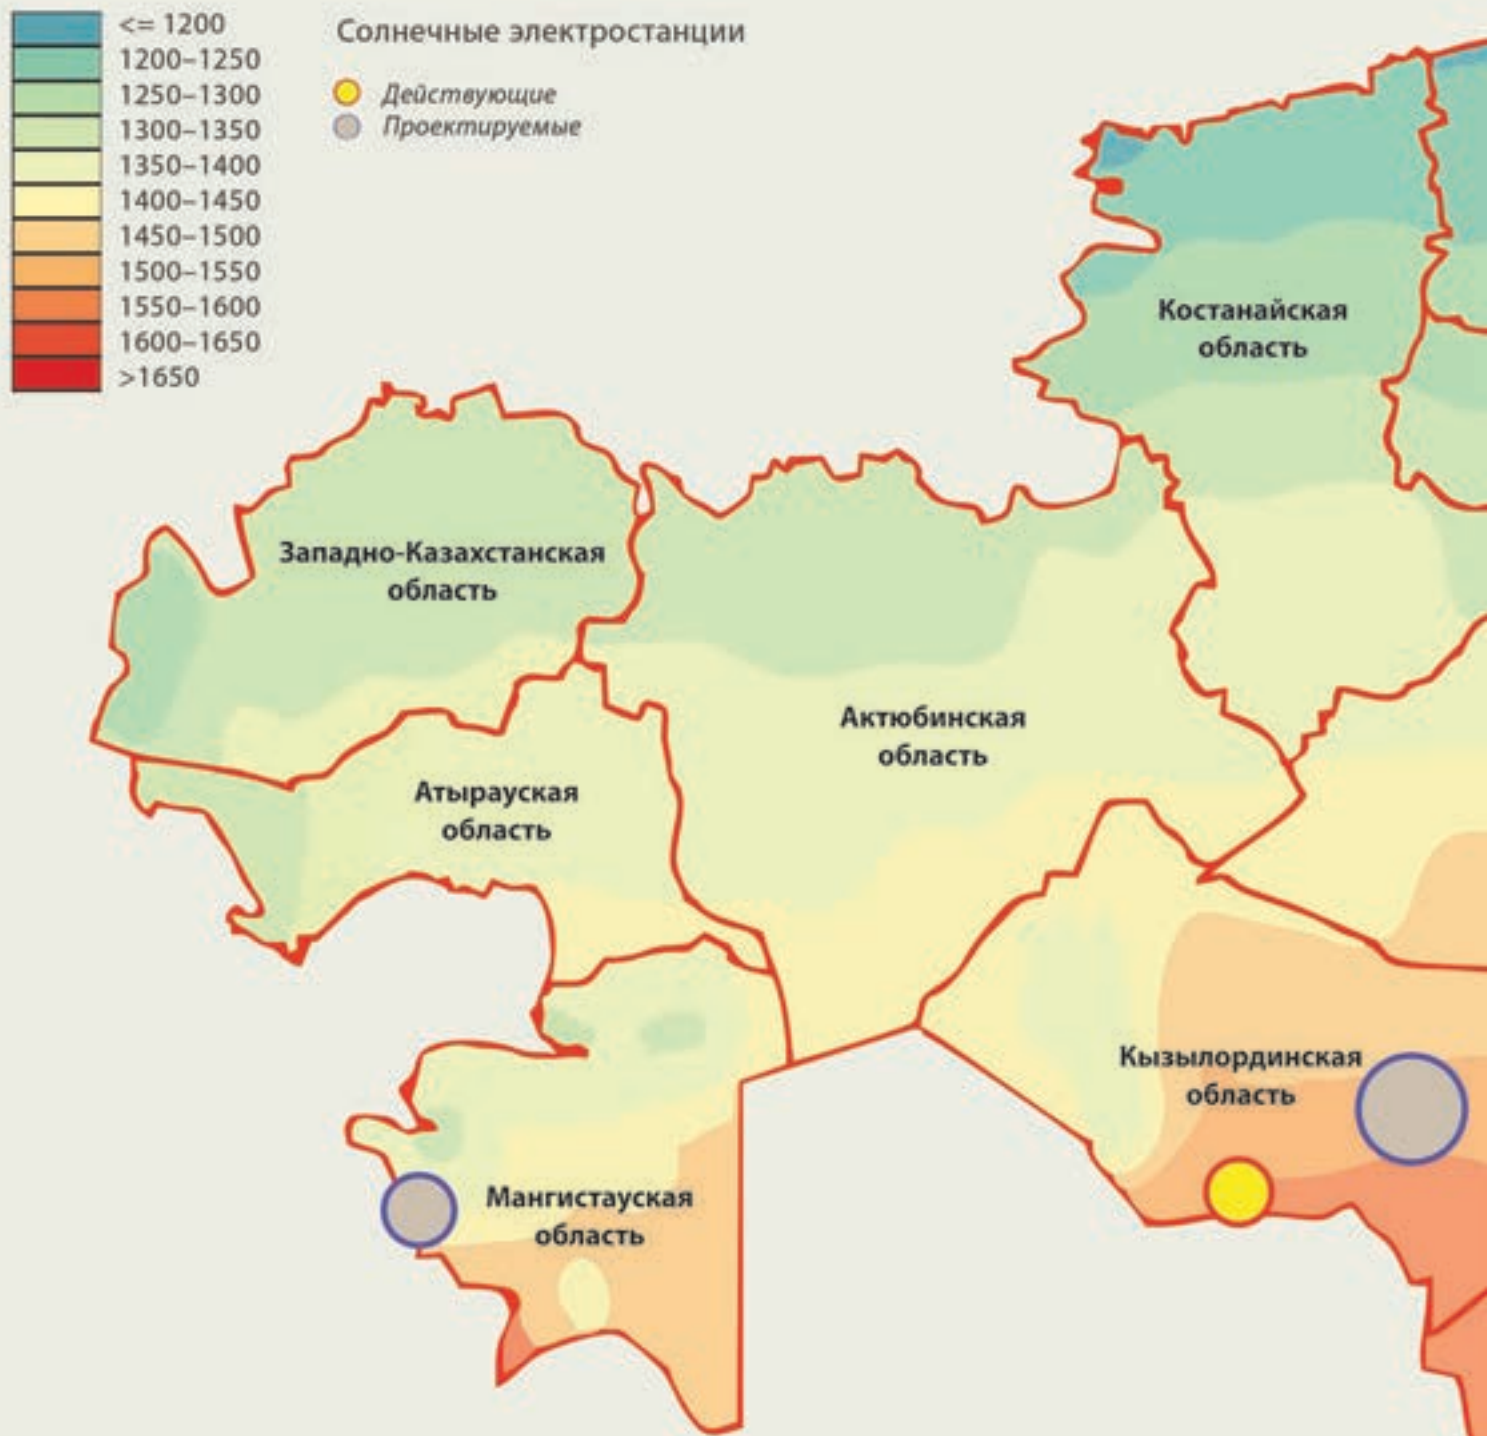 <= 1200
1200–1250
1250–1300
1300–1350
1350–1400
1400–1450
1450–1500
1500–1550
1550–1600
1600–1650
>1650
Солнечные электростанции
Действующие
Проектируемые
Костанайская
область
Западно-Казахстанская
область
Актюбинская
область
Атырауская
область
Кызылординская
область
Мангистауская
область